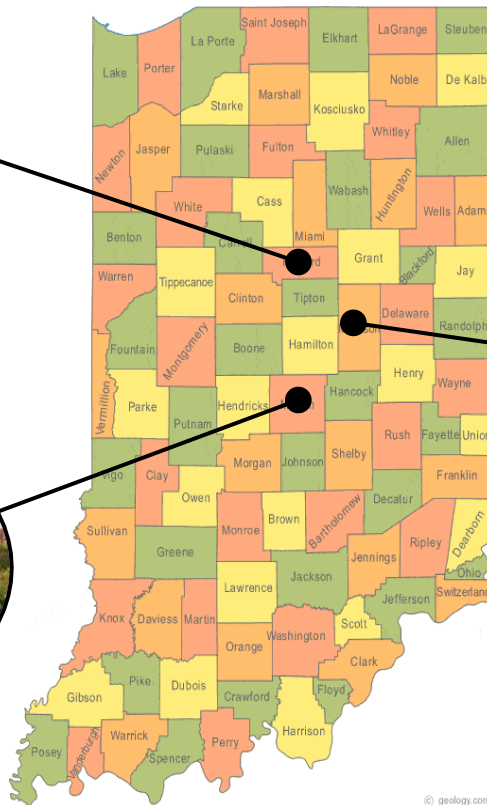 Saint Joseph
LaGrange
Steuben
La Porte
Elkhart
Lake
Porter
Noble
De Kalb
Marshall
Starke
Kosciusko
Whitley
Allen
Newton
Jasper
Pulaski
Fulton
Huntington
Wabash
Cass
White
Wells
Adam
Miami
Benton
Grant
Blackford
Jay
Warren
Tippecanoe
Clinton
Tipton
Delaware
Randolph
Montgomery
Fountain
Boone
Hamilton
Henry
Wayne
Hancock
Vermillion
Parke
Hendricks
Putnam
Rush
Fayette
Union
Shelby
Morgan
Johnson
Vigo
Clay
Franklin
Owen
Decatur
Bartholomew
Brown
Monroe
Dearborn
Sullivan
Ripley
Greene
Jennings
Jackson
Ohio
Lawrence
Jefferson
Switzerland
Knox
Daviess
Martin
Scott
Washington
Orange
Clark
Pike
Dubois
Gibson
Crawford
Floyd
Harrison
Warrick
Perry
Posey
Vanderburgh
Spencer
© geology.com